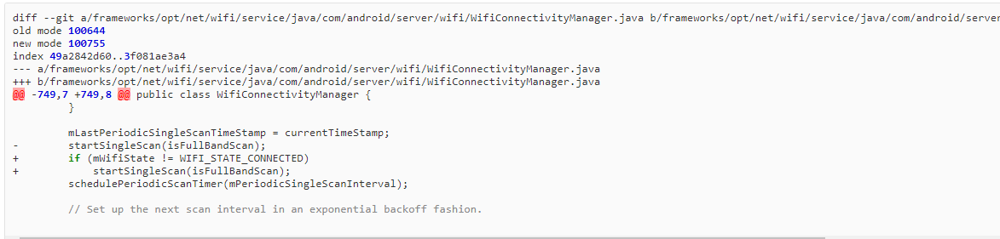 diff --git a/frameworks/opt/net/wifi/service/java/com/android/server/wifi/WifiConnectivityManager.java b/frameworks/opt/net/wifi/service/java/com/android/server
old mode 100644
new mode 100755
index 49a2842d60..3f081ae3a4
--- a/frameworks/opt/net/wifi/service/java/com/android/server/wifi/WifiConnectivityManager.java
+++ b/frameworks/opt/net/wifi/service/java/com/android/server/wifi/WifiConnectivityManager.java
@@ -749,7 +749,8 @@ public class WifiConnectivityManager {
         }
         mLastPeriodicSingleScanTimeStamp = currentTimeStamp;
-        startSingleScan(isFullBandScan);
+        if (mWifiState != WIFI_STATE_CONNECTED)
+            startSingleScan(isFullBandScan);
         schedulePeriodicScanTimer(mPeriodicSingleScanInterval);
         // Set up the next scan interval in an exponential backoff fashion.